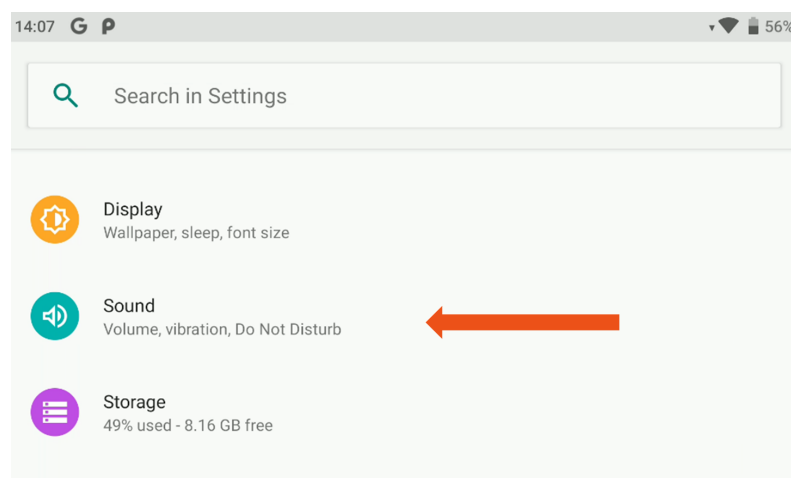 14:07 G P 56%
Search in Settings
Display
Wallpaper, sleep, font size
Sound
Volume, vibration, Do Not Disturb
Storage
49% used - 8.16 GB free